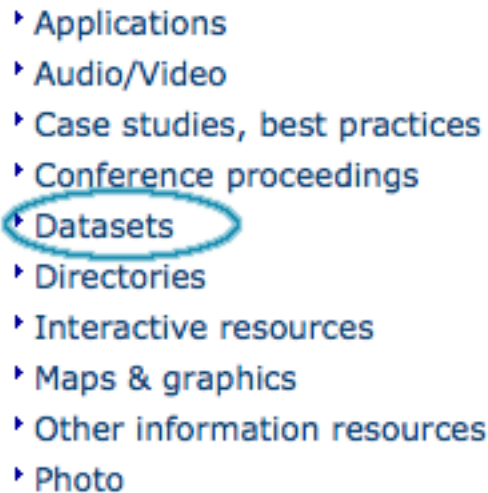 Applications
Audio/Video
Case studies, best practices
Conference proceedings
Datasets
Directories
Interactive resources
Maps & graphics
Other information resources
Photo